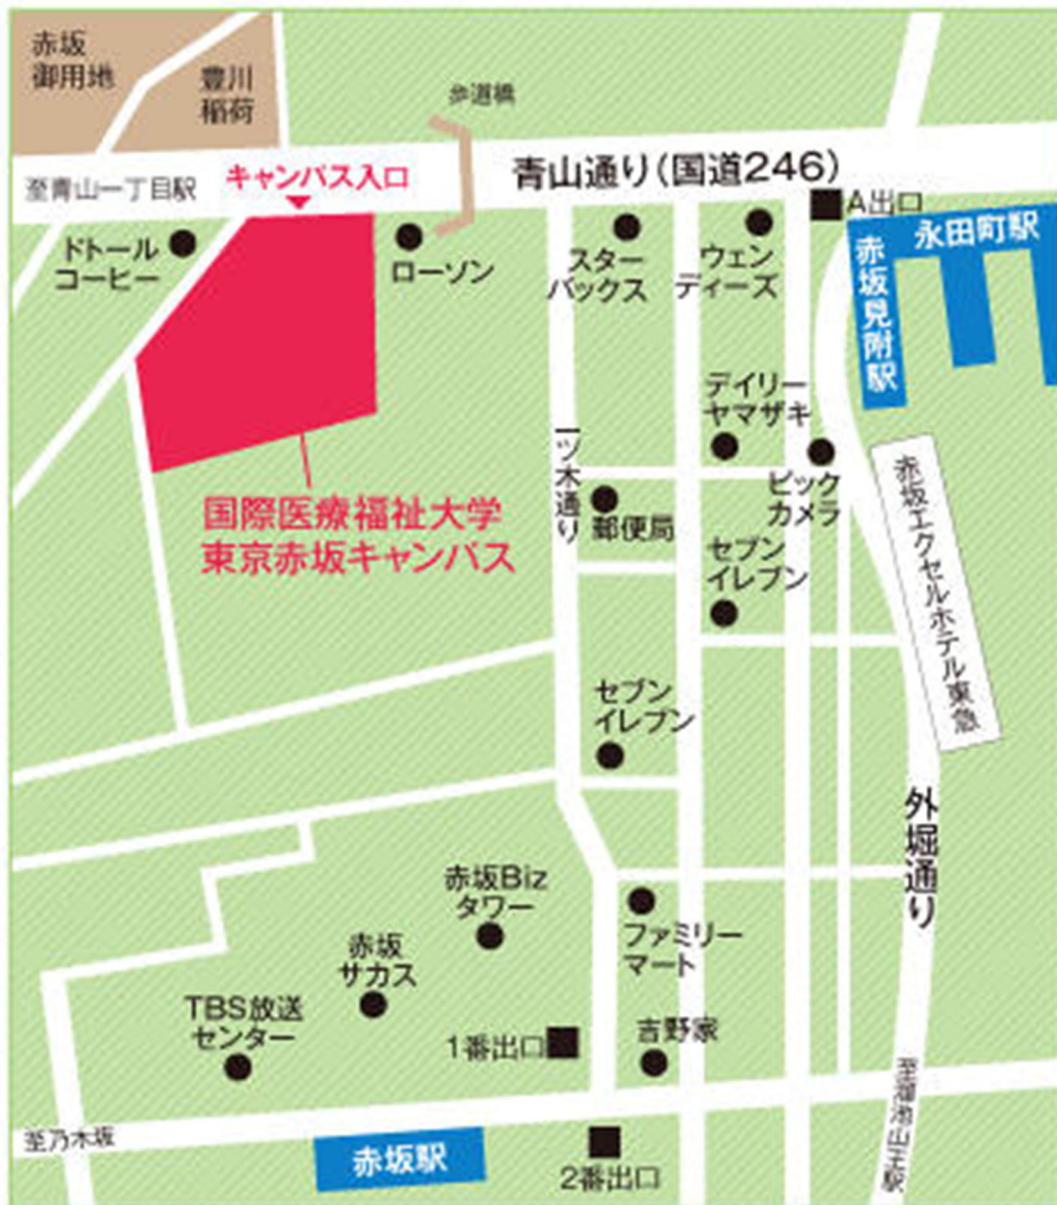 赤坂
御用地
豊川
稲荷
歩道橋
至青山一丁目駅
キャンパス入口
青山通り(国道246)
A出口
永田町駅
赤坂見附駅
ドトール
コーヒー
ローソン
スター
バックス
ウェン
ディーズ
デイリー
ヤマザキ
ビック
カメラ
一ツ木通り
郵便局
セブン
イレブン
赤坂エクセルホテル東急
国際医療福祉大学
東京赤坂キャンパス
セブン
イレブン
外堀通り
赤坂Biz
タワー
ファミリー
マート
赤坂
サカス
TBS放送
センター
1番出口
吉野家
至溜池山王駅
至乃木坂
赤坂駅
2番出口